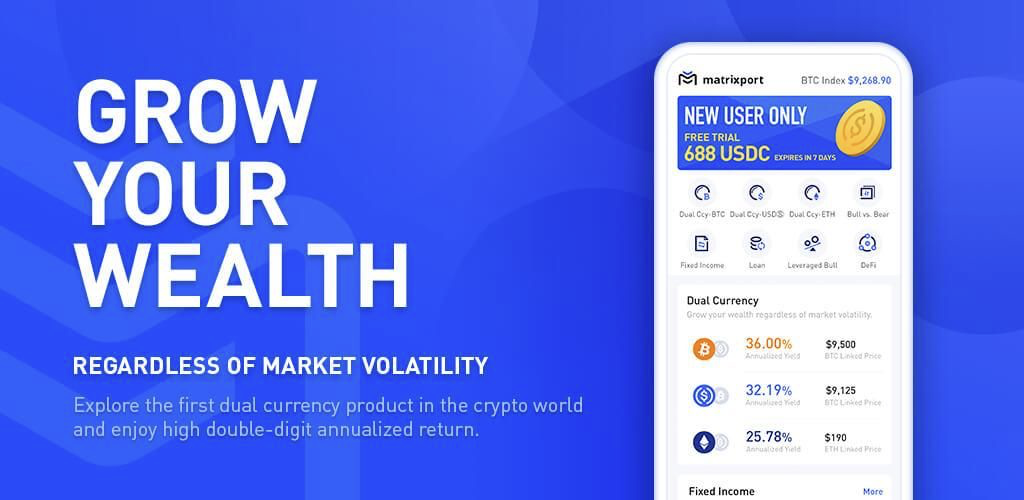 GROW
YOUR
WEALTH
REGARDLESS OF MARKET VOLATILITY
Explore the first dual currency product in the crypto world
and enjoy high double-digit annualized return.
matrixport BTC Index $9,268.90
NEW USER ONLY
FREE TRIAL
688 USDC EXPIRES IN 7 DAYS
Dual Ccy-BTC Dual Ccy-USDⓈ Dual Ccy-ETH Bull vs. Bear
Fixed Income Loan Leveraged Bull DeFi
Dual Currency
Grow your wealth regardless of market volatility.
36.00% $9,500
Annualized Yield BTC Linked Price
32.19% $9,125
Annualized Yield BTC Linked Price
25.78% $190
Annualized Yield ETH Linked Price
Fixed Income More